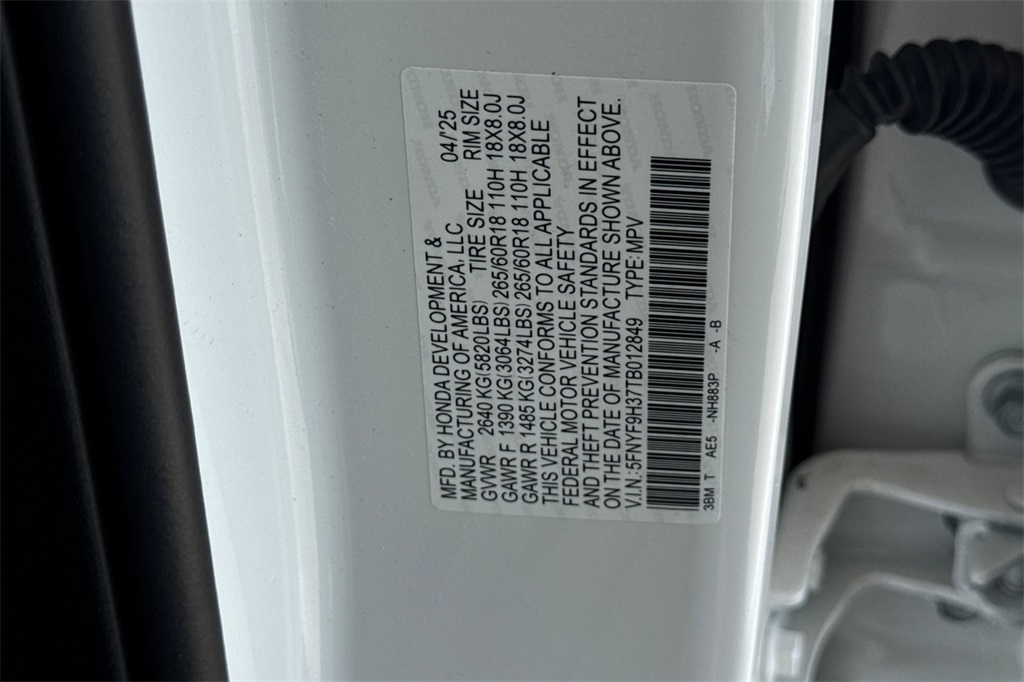 MFD. BY HONDA DEVELOPMENT &
MANUFACTURING OF AMERICA, LLC 04/'25
GVWR 2640 KG(5820LBS) TIRE SIZE RIM SIZE
GAWR F 1390 KG(3064LBS) 265/60R18 110H 18X8.0J
GAWR R 1485 KG(3274LBS) 265/60R18 110H 18X8.0J
THIS VEHICLE CONFORMS TO ALL APPLICABLE
FEDERAL MOTOR VEHICLE SAFETY
AND THEFT PREVENTION STANDARDS IN EFFECT
ON THE DATE OF MANUFACTURE SHOWN ABOVE.
V.I.N.:5FNYF9H37TB012849 TYPE:MPV
3BM T AE5 -NH883P -A -B